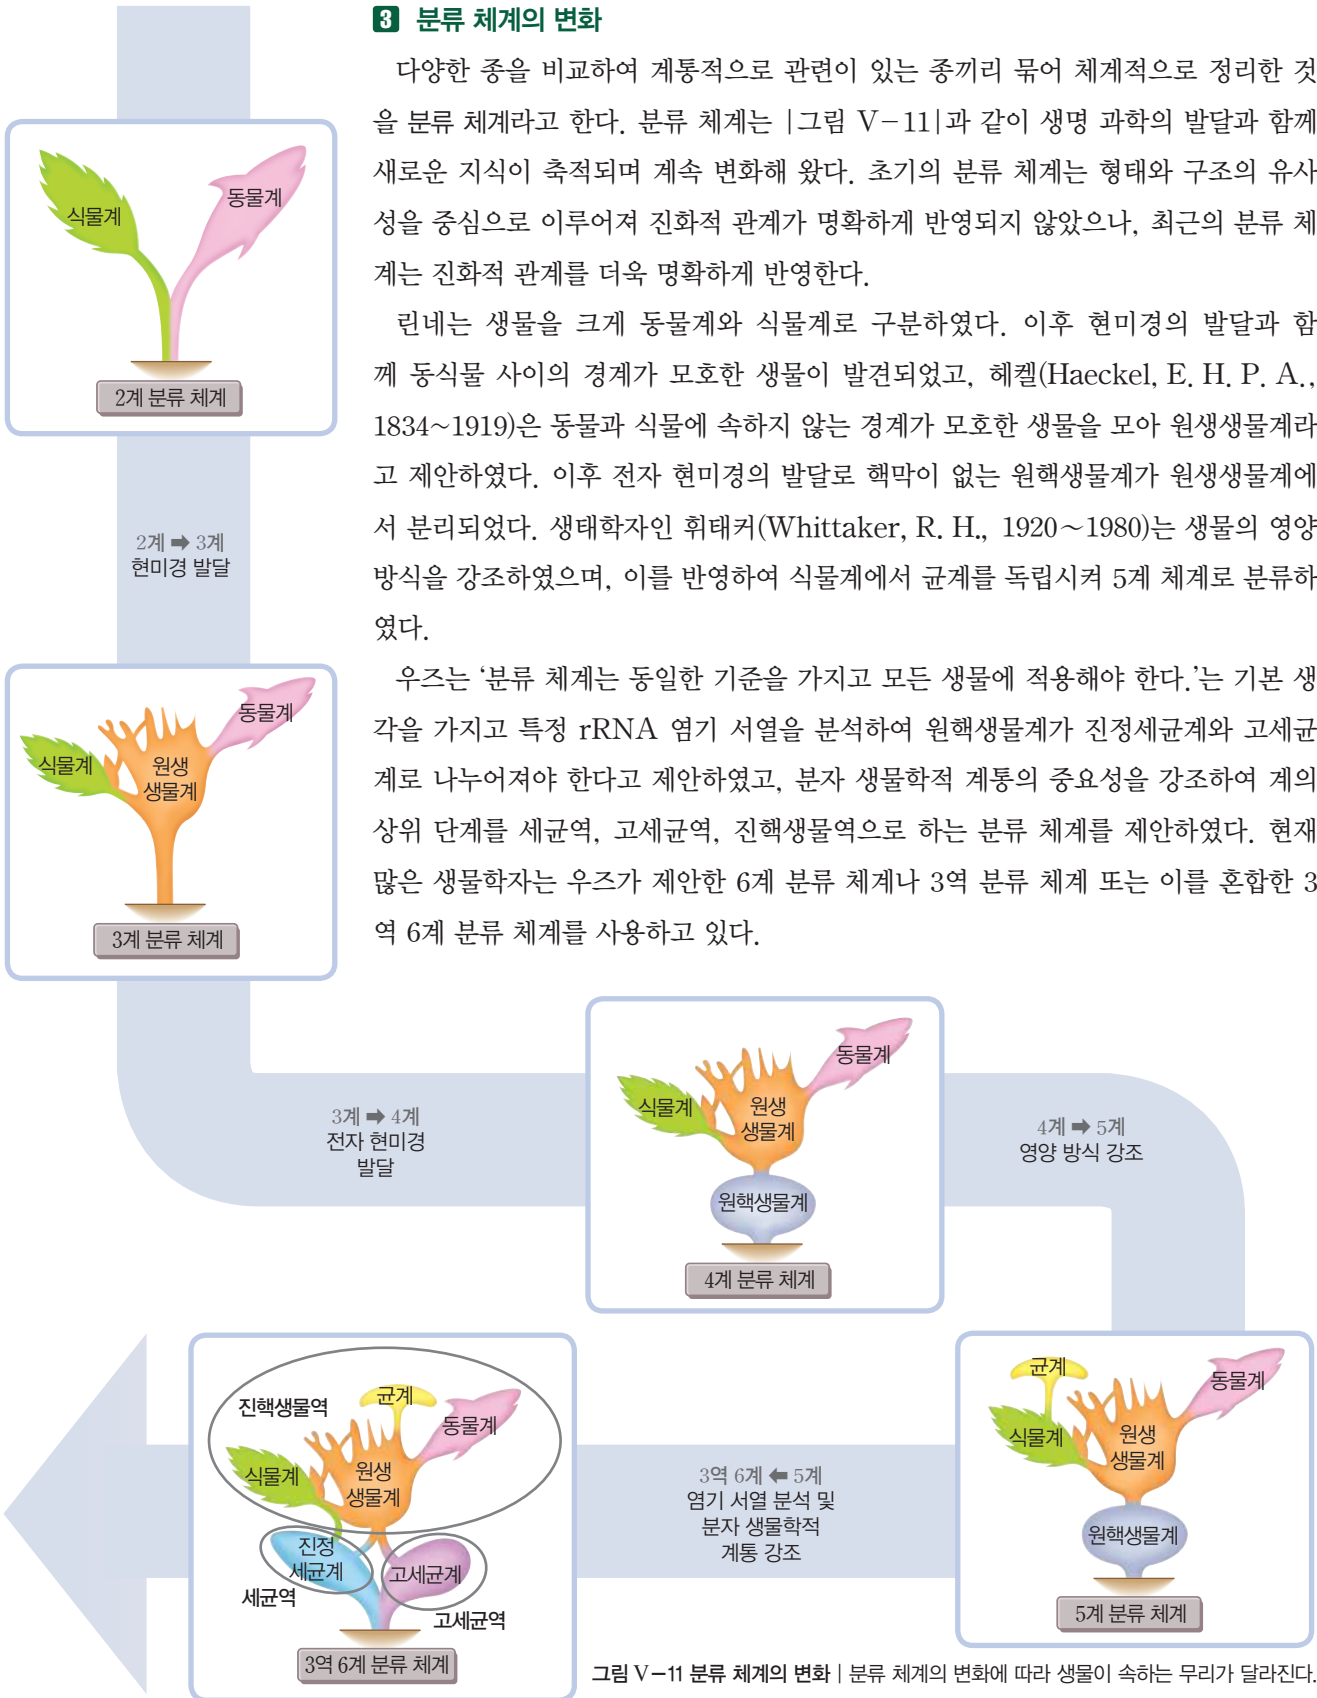 3 분류 체계의 변화
다양한 종을 비교하여 계통적으로 관련이 있는 종끼리 묶어 체계적으로 정리한 것
을 분류 체계라고 한다. 분류 체계는 |그림 Ⅴ-11|과 같이 생명 과학의 발달과 함께
새로운 지식이 축적되며 계속 변화해 왔다. 초기의 분류 체계는 형태와 구조의 유사
성을 중심으로 이루어져 진화적 관계가 명확하게 반영되지 않았으나, 최근의 분류 체
계는 진화적 관계를 더욱 명확하게 반영한다.
린네는 생물을 크게 동물계와 식물계로 구분하였다. 이후 현미경의 발달과 함
께 동식물 사이의 경계가 모호한 생물이 발견되었고, 헤켈(Haeckel, E. H. P. A.,
1834~1919)은 동물과 식물에 속하지 않는 경계가 모호한 생물을 모아 원생생물계라
고 제안하였다. 이후 전자 현미경의 발달로 핵막이 없는 원핵생물계가 원생생물계에
서 분리되었다. 생태학자인 휘태커(Whittaker, R. H., 1920~1980)는 생물의 영양
방식을 강조하였으며, 이를 반영하여 식물계에서 균계를 독립시켜 5계 체계로 분류하
였다.
우즈는 ‘분류 체계는 동일한 기준을 가지고 모든 생물에 적용해야 한다.’는 기본 생
각을 가지고 특정 rRNA 염기 서열을 분석하여 원핵생물계가 진정세균계와 고세균
계로 나누어져야 한다고 제안하였고, 분자 생물학적 계통의 중요성을 강조하여 계의
상위 단계를 세균역, 고세균역, 진핵생물역으로 하는 분류 체계를 제안하였다. 현재
많은 생물학자는 우즈가 제안한 6계 분류 체계나 3역 분류 체계 또는 이를 혼합한 3
역 6계 분류 체계를 사용하고 있다.
식물계
동물계
2계 분류 체계
2계 ➡ 3계
현미경 발달
동물계
식물계
원생
생물계
3계 분류 체계
3계 ➡ 4계
전자 현미경
발달
동물계
식물계
원생
생물계
원핵생물계
4계 분류 체계
4계 ➡ 5계
영양 방식 강조
균계
동물계
식물계
원생
생물계
원핵생물계
5계 분류 체계
3역 6계 ⬅ 5계
염기 서열 분석 및
분자 생물학적
계통 강조
진핵생물역
균계
동물계
식물계
원생
생물계
진정
세균계
고세균계
세균역
고세균역
3역 6계 분류 체계
그림 Ⅴ-11 분류 체계의 변화 | 분류 체계의 변화에 따라 생물이 속하는 무리가 달라진다.